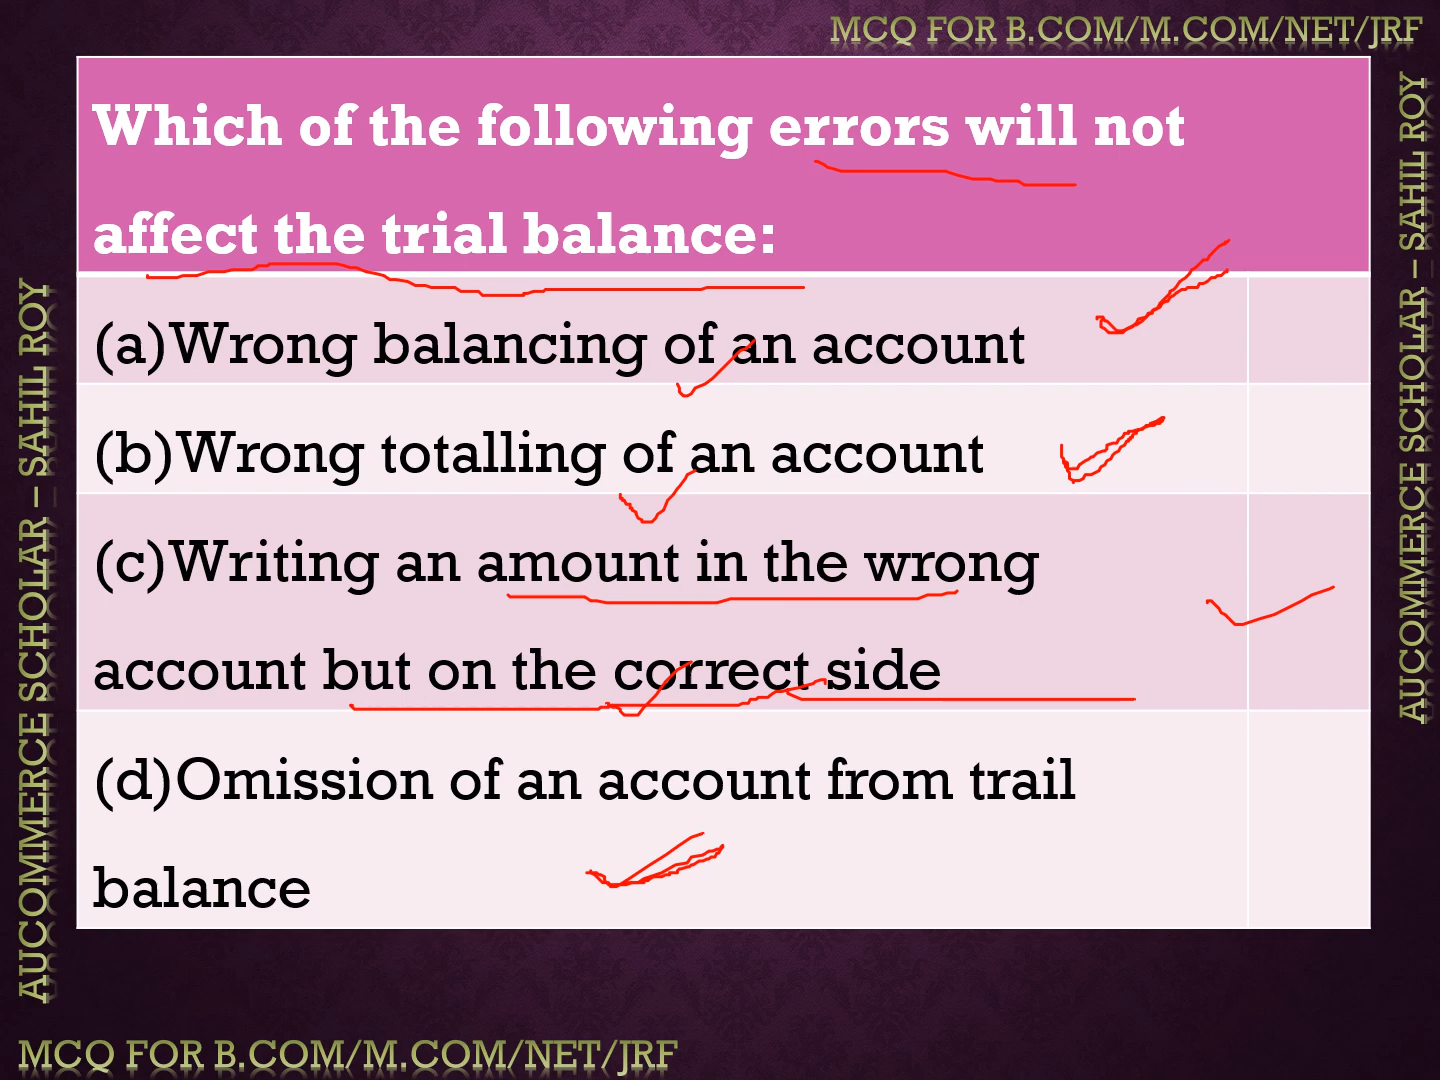 MCQ FOR B.COM/M.COM/NET/JRF
Which of the following errors will not
affect the trial balance:
(a)Wrong balancing of an account
(b)Wrong totalling of an account
(c)Writing an amount in the wrong
account but on the correct side
(d)Omission of an account from trail
balance
AUCOMMERCE SCHOLAR – SAHIL ROY
AUCOMMERCE SCHOLAR – SAHIL ROY
MCQ FOR B.COM/M.COM/NET/JRF